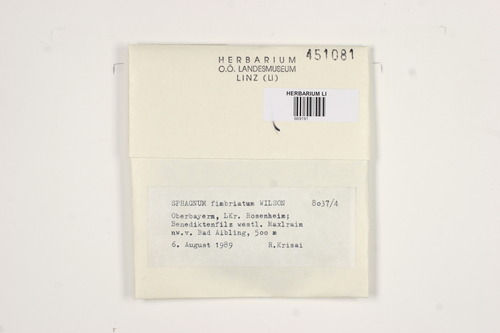 HERBARIUM
O.Ö. LANDESMUSEUM
LINZ (LI)
451081
HERBARIUM LI
SPHAGNUM fimbriatum WILSON 8037/4
Oberbayern, LKr. Rosenheim;
Benediktenfilz westl. Maxlrain
nw.v. Bad Aibling, 500 m
6. August 1989 R.Krisai